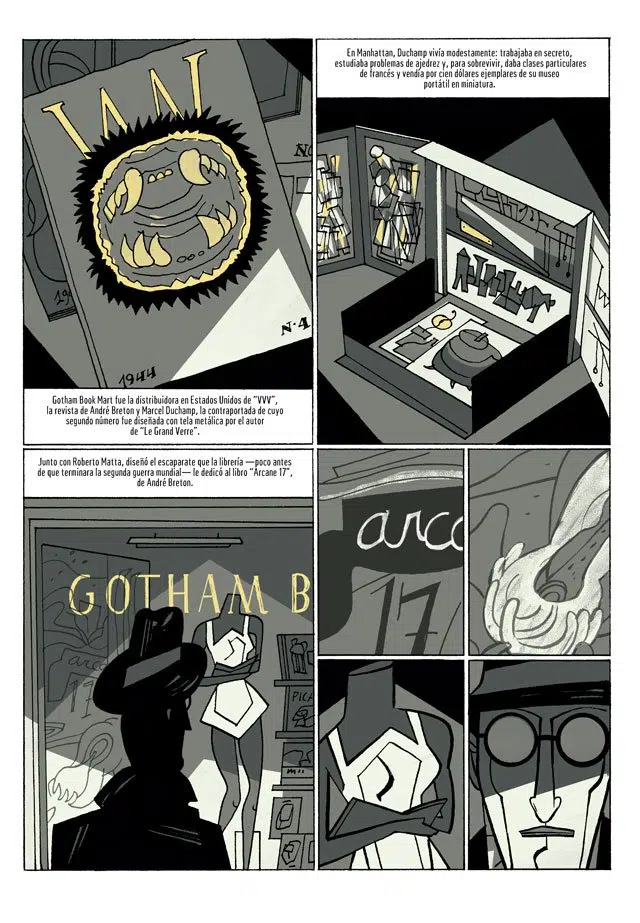 VVV
Nº
19
N·4
1944
Gotham Book Mart fue la distribuidora en Estados Unidos de “VVV”,
la revista de André Breton y Marcel Duchamp, la contraportada de cuyo
segundo número fue diseñada con tela metálica por el autor
de “Le Grand Verre”.
En Manhattan, Duchamp vivía modestamente: trabajaba en secreto,
estudiaba problemas de ajedrez y, para sobrevivir, daba clases particulares
de francés y vendía por cien dólares ejemplares de su museo
portátil en miniatura.
Junto con Roberto Matta, diseñó el escaparate que la librería —poco antes
de que terminara la segunda guerra mundial— le dedicó al libro “Arcane 17”,
de André Breton.
GOTHAM B
arca
17
PICA
arca
17